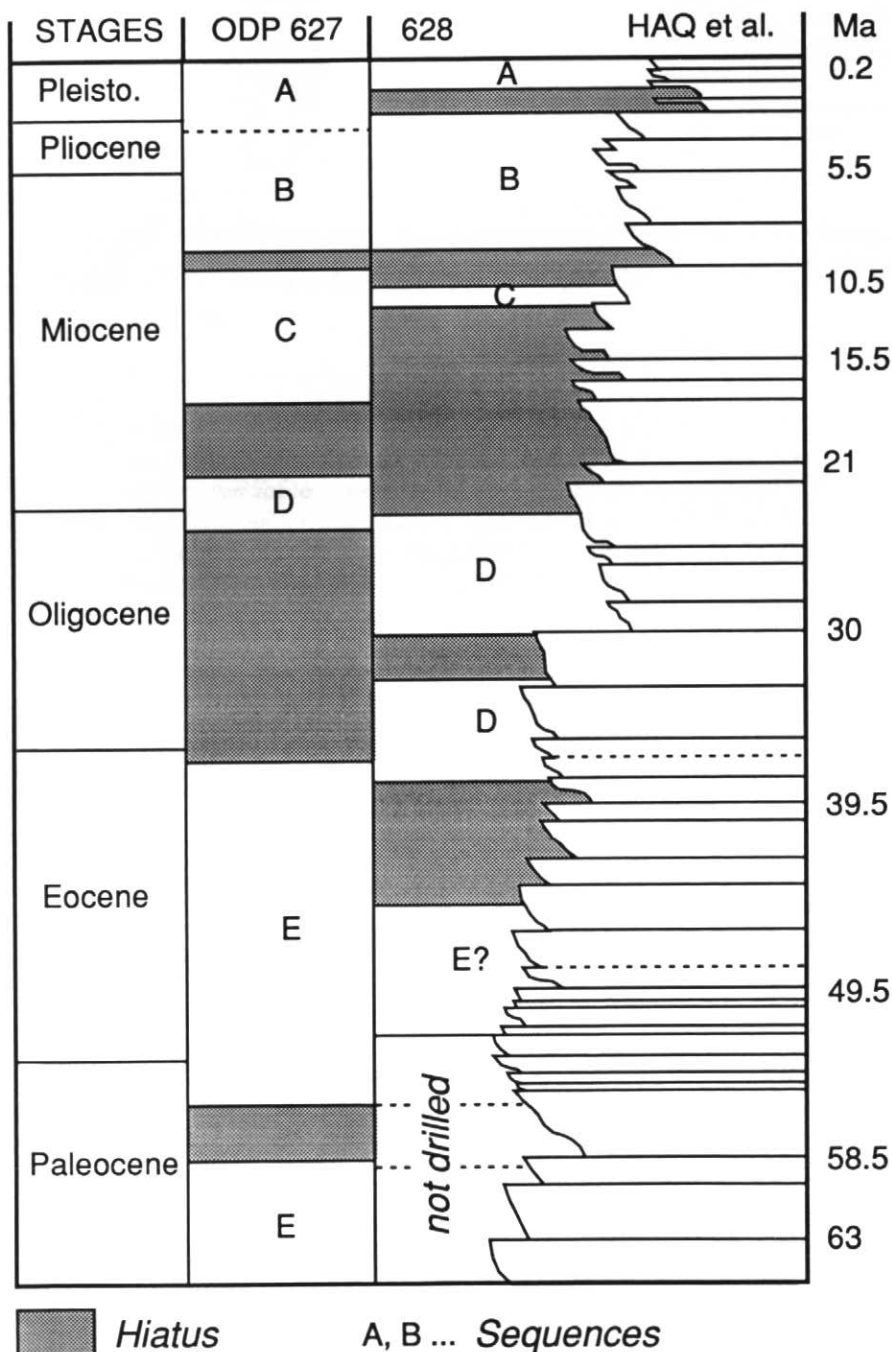 STAGES ODP 627 628 HAQ et al. Ma
A 0.2
Pleisto. A
Pliocene 5.5
B B
10.5
C
Miocene C
15.5
21
D
D
Oligocene
30
D
39.5
Eocene
E E?
49.5
not drilled
Paleocene 58.5
E
63
Hiatus A, B ... Sequences